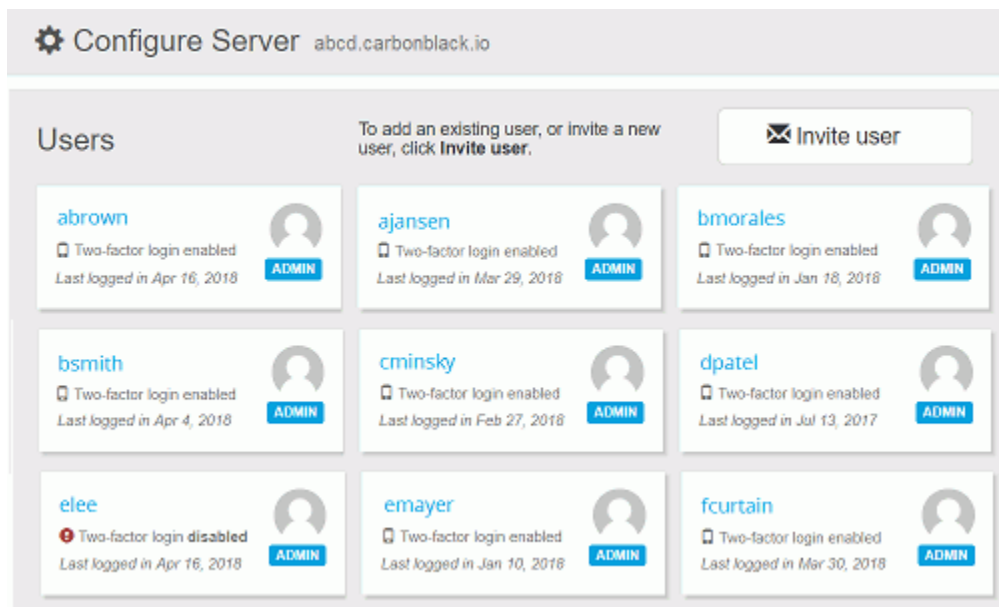 Configure Server abcd.carbonblack.io
Users
To add an existing user, or invite a new
user, click Invite user.
Invite user
abrown
Two-factor login enabled
Last logged in Apr 16, 2018
ADMIN
ajansen
Two-factor login enabled
Last logged in Mar 29, 2018
ADMIN
bmorales
Two-factor login enabled
Last logged in Jan 18, 2018
ADMIN
bsmith
Two-factor login enabled
Last logged in Apr 4, 2018
ADMIN
cminsky
Two-factor login enabled
Last logged in Feb 27, 2018
ADMIN
dpatel
Two-factor login enabled
Last logged in Jul 13, 2017
ADMIN
elee
Two-factor login disabled
Last logged in Apr 16, 2018
ADMIN
emayer
Two-factor login enabled
Last logged in Jan 10, 2018
ADMIN
fcurtain
Two-factor login enabled
Last logged in Mar 30, 2018
ADMIN